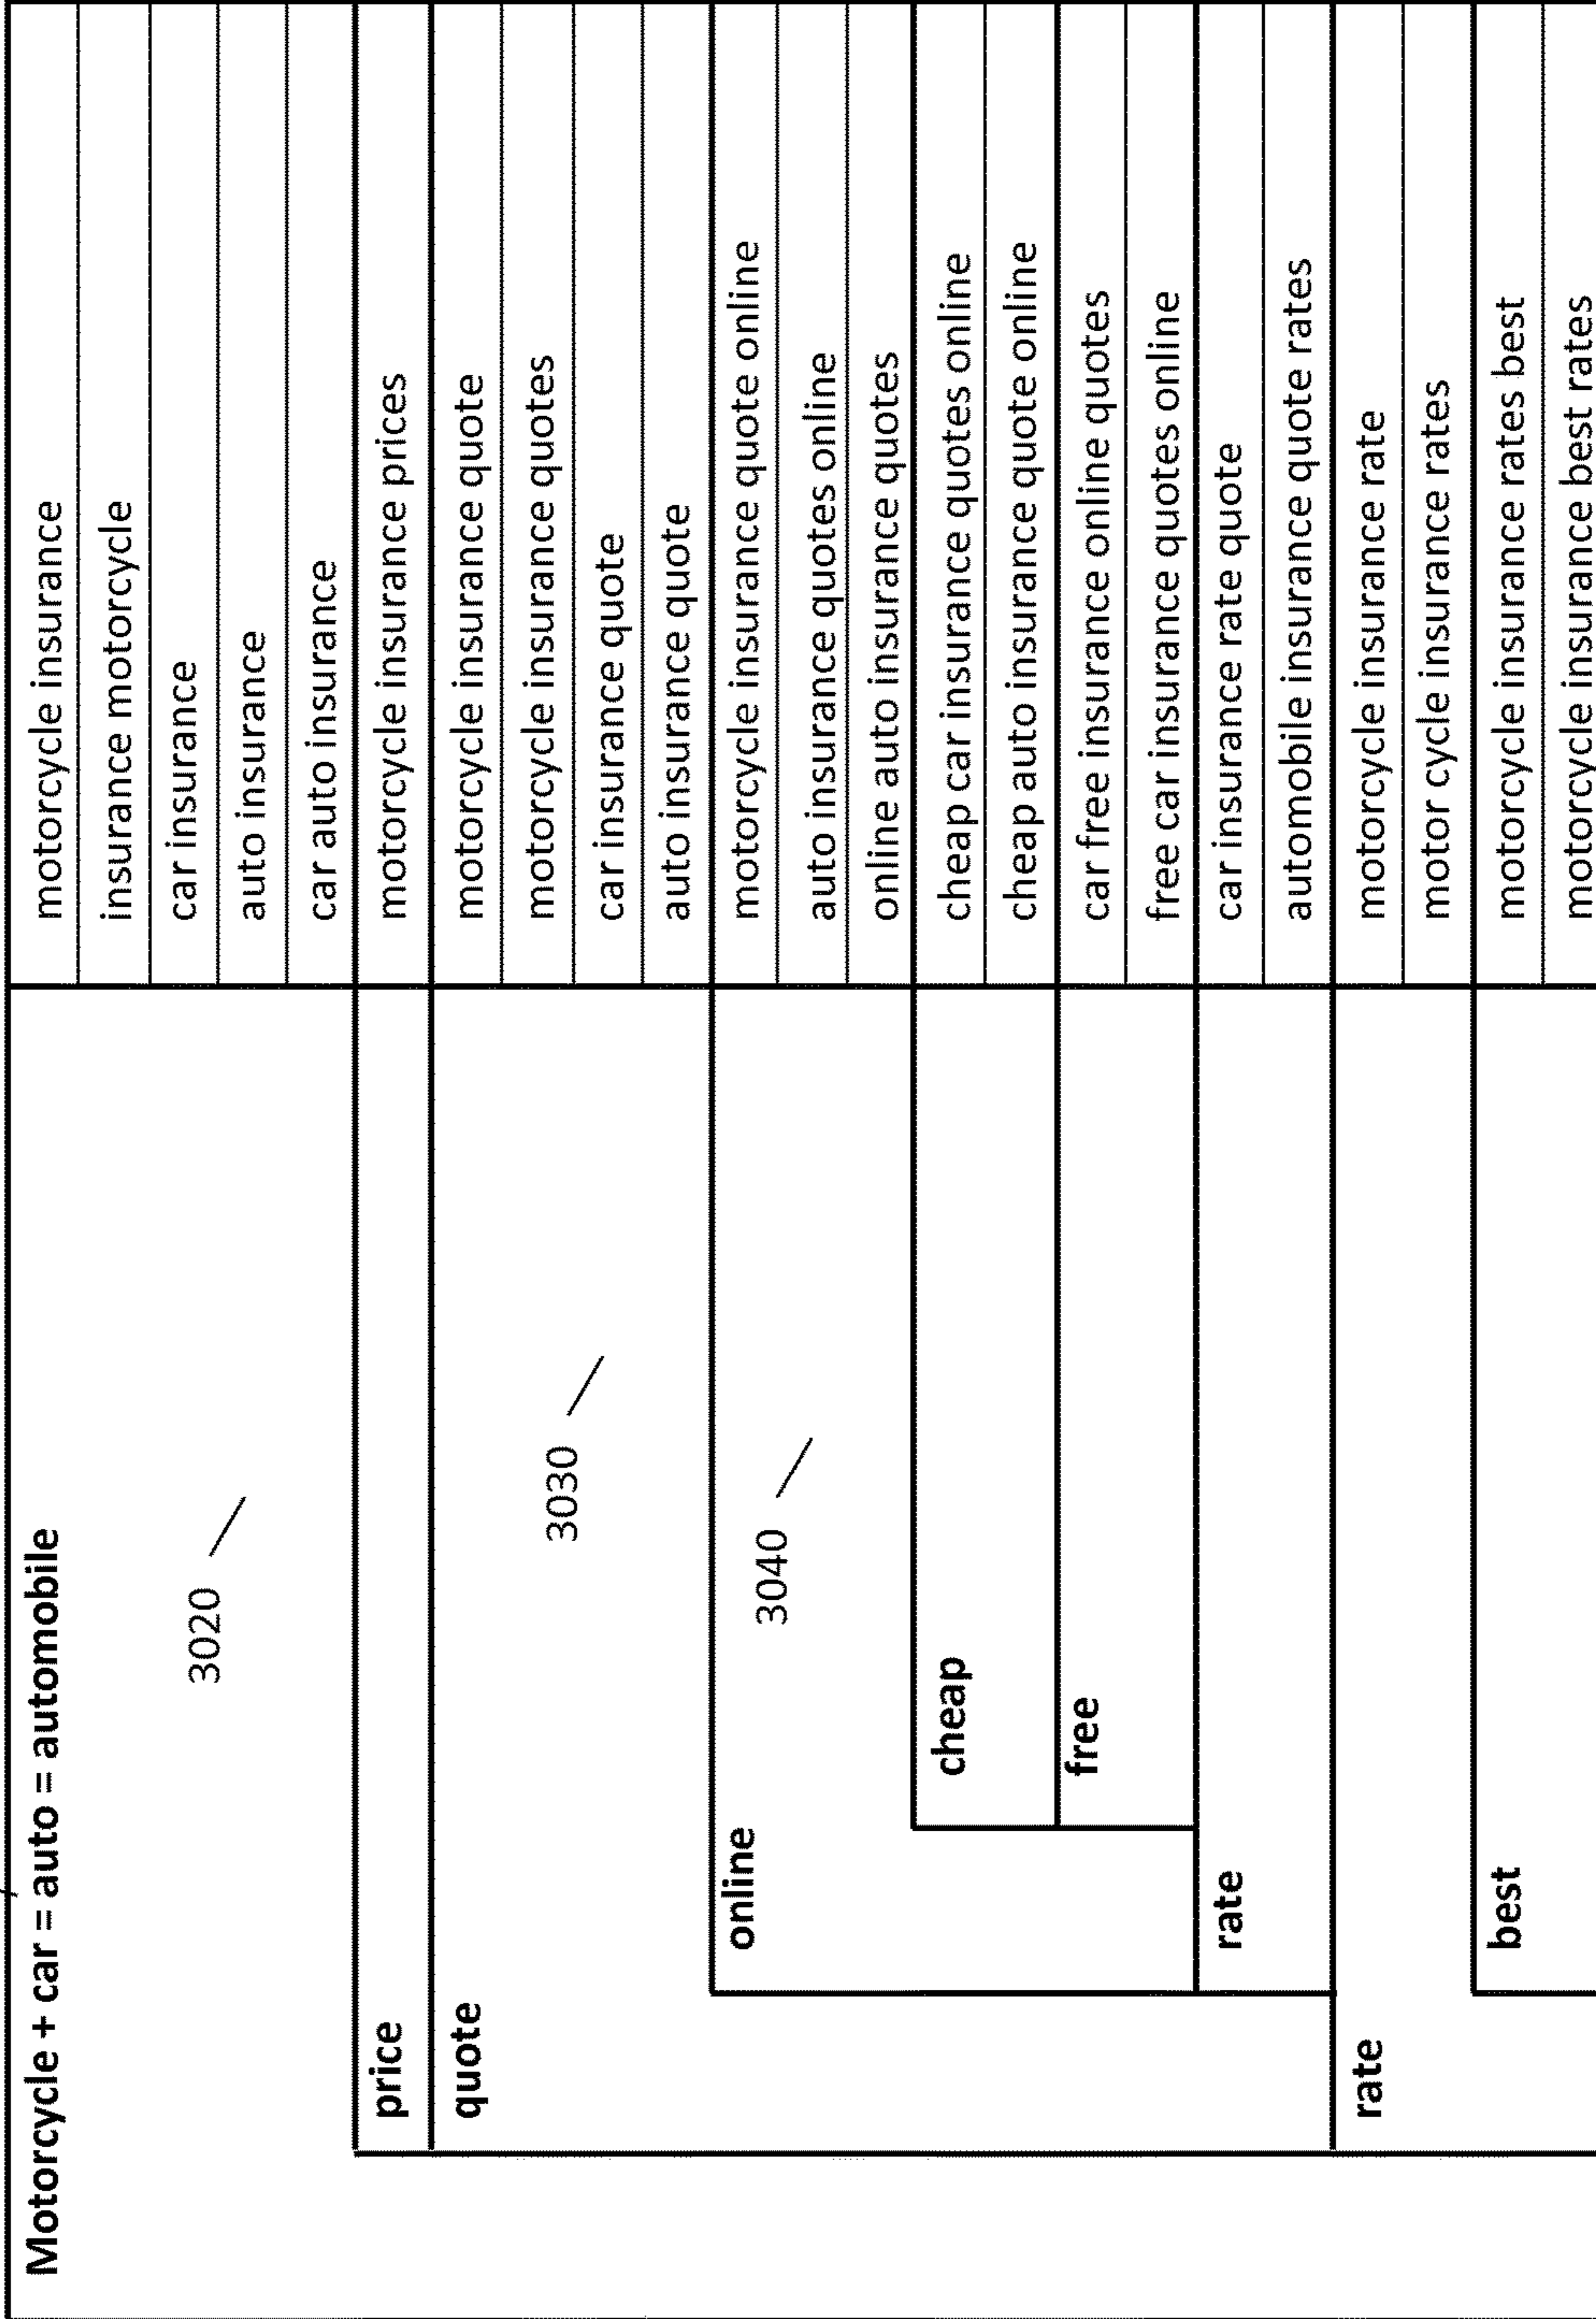 Motorcycle + car = auto = automobile
motorcycle insurance
insurance motorcycle
car insurance
3020
auto insurance
car auto insurance
price
motorcycle insurance prices
quote
motorcycle insurance quote
motorcycle insurance quotes
3030
car insurance quote
auto insurance quote
online
motorcycle insurance quote online
3040
auto insurance quotes online
online auto insurance quotes
cheap
cheap car insurance quotes online
cheap auto insurance quote online
free
car free insurance online quotes
free car insurance quotes online
rate
car insurance rate quote
automobile insurance quote rates
rate
motorcycle insurance rate
motor cycle insurance rates
best
motorcycle insurance rates best
motorcycle insurance best rates